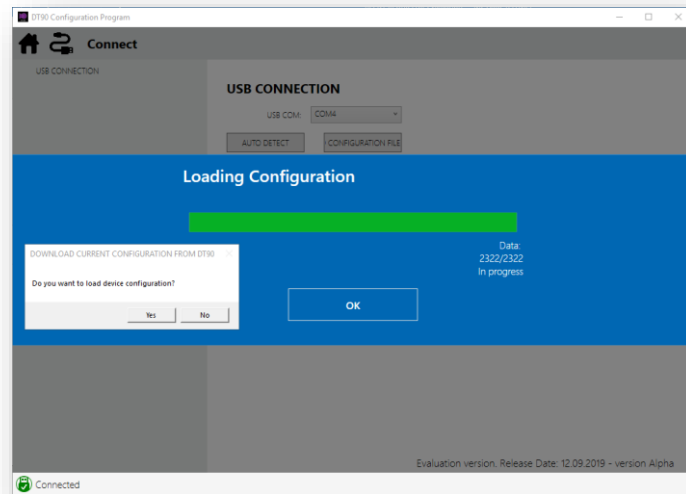 DT90 Configuration Program
Connect
USB CONNECTION
USB CONNECTION
USB COM:
COM4
AUTO DETECT
CONFIGURATION FILE
Loading Configuration
DOWNLOAD CURRENT CONFIGURATION FROM DT90
Do you want to load device configuration?
Yes
No
Data:
2322/2322
In progress
OK
Evaluation version. Release Date: 12.09.2019 - version Alpha
Connected